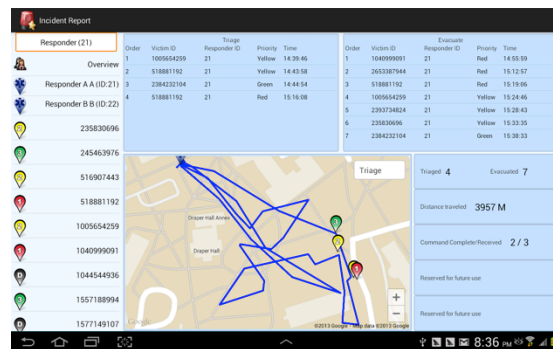 Incident Report
Responder (21)
Overview
Responder A A (ID:21)
Responder B B (ID:22)
235830696
245463976
516907443
518881192
1005654259
1040999091
1044544936
1557188994
1577149107
Triage
Order Victim ID Responder ID Priority Time
1 1005654259 21 Yellow 14:39:46
2 518881192 21 Yellow 14:43:58
3 2384232104 21 Green 14:44:54
4 518881192 21 Red 15:16:08
Evacuate
Order Victim ID Responder ID Priority Time
1 1040999091 21 Red 14:55:59
2 2653387944 21 Red 15:12:57
3 518881192 21 Red 15:19:06
4 1005654259 21 Yellow 15:24:46
5 2393734824 21 Yellow 15:28:43
6 235830696 21 Yellow 15:33:35
7 2384232104 21 Green 15:38:33
Triage
Draper Hall Annex
Draper Hall
Google
©2013 Google - Map data ©2013 Google
Triaged 4 Evacuated 7
Distance traveled 3957 M
Command Complete/Received 2 / 3
Reserved for future use
Reserved for future use
8:36 PM